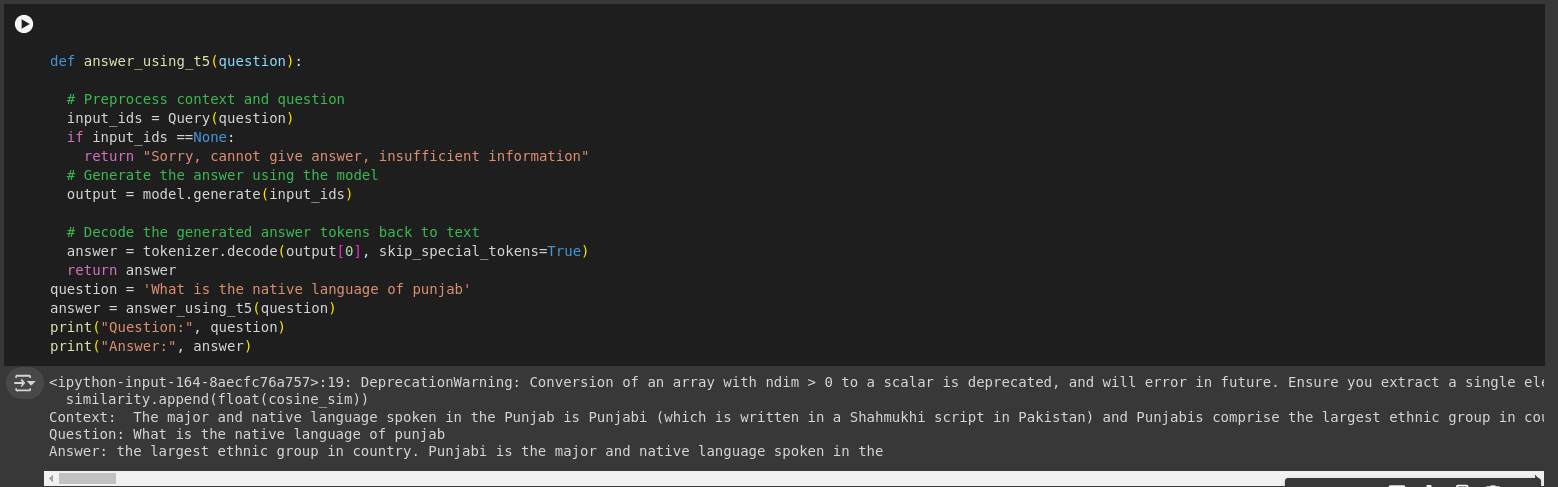 def answer_using_t5(question):
# Preprocess context and question
input_ids = Query(question)
if input_ids ==None:
return "Sorry, cannot give answer, insufficient information"
# Generate the answer using the model
output = model.generate(input_ids)
# Decode the generated answer tokens back to text
answer = tokenizer.decode(output[0], skip_special_tokens=True)
return answer
question = 'What is the native language of punjab'
answer = answer_using_t5(question)
print("Question:", question)
print("Answer:", answer)
<ipython-input-164-8aecfc76a757>:19: DeprecationWarning: Conversion of an array with ndim > 0 to a scalar is deprecated, and will error in future. Ensure you extract a single
similarity.append(float(cosine_sim))
Context:  The major and native language spoken in the Punjab is Punjabi (which is written in a Shahmukhi script in Pakistan) and Punjabis comprise the largest ethnic group in
Question: What is the native language of punjab
Answer: the largest ethnic group in country. Punjabi is the major and native language spoken in the